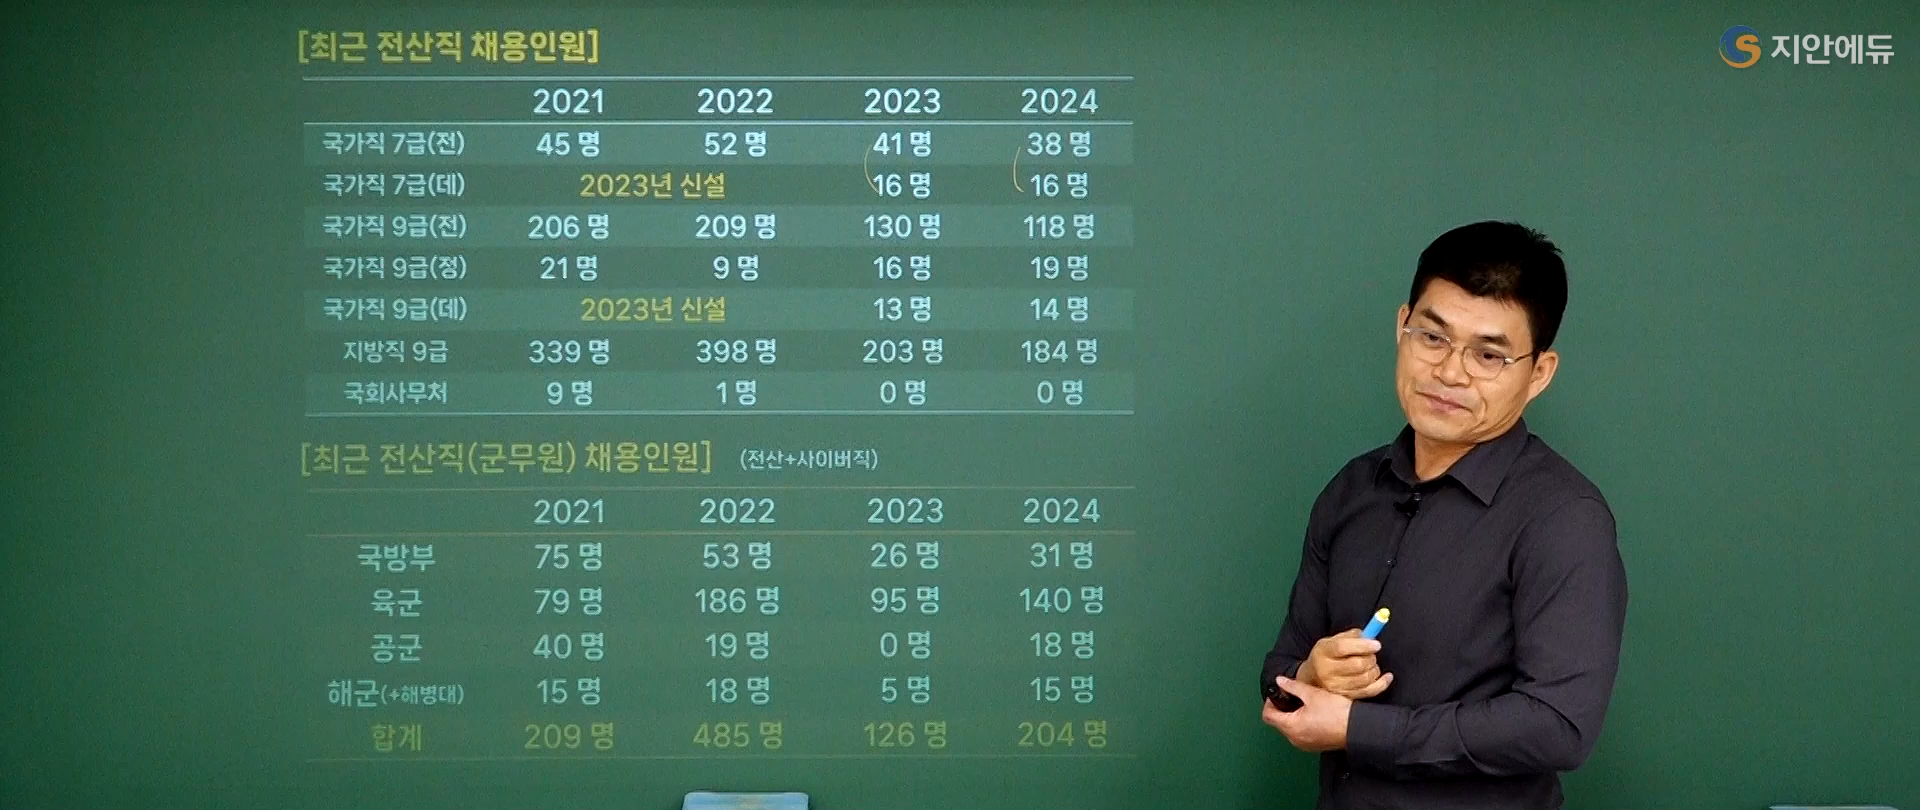 [최근 전산직 채용인원]
지안에듀
2021 2022 2023 2024
국가직 7급(전) 45 명 52 명 41 명 38 명
국가직 7급(데) 2023년 신설 16 명 16 명
국가직 9급(전) 206 명 209 명 130 명 118 명
국가직 9급(정) 21 명 9 명 16 명 19 명
국가직 9급(데) 2023년 신설 13 명 14 명
지방직 9급 339 명 398 명 203 명 184 명
국회사무처 9 명 1 명 0 명 0 명
[최근 전산직(군무원) 채용인원] (전산+사이버직)
2021 2022 2023 2024
국방부 75 명 53 명 26 명 31 명
육군 79 명 186 명 95 명 140 명
공군 40 명 19 명 0 명 18 명
해군(+해병대) 15 명 18 명 5 명 15 명
합계 209 명 485 명 126 명 204 명